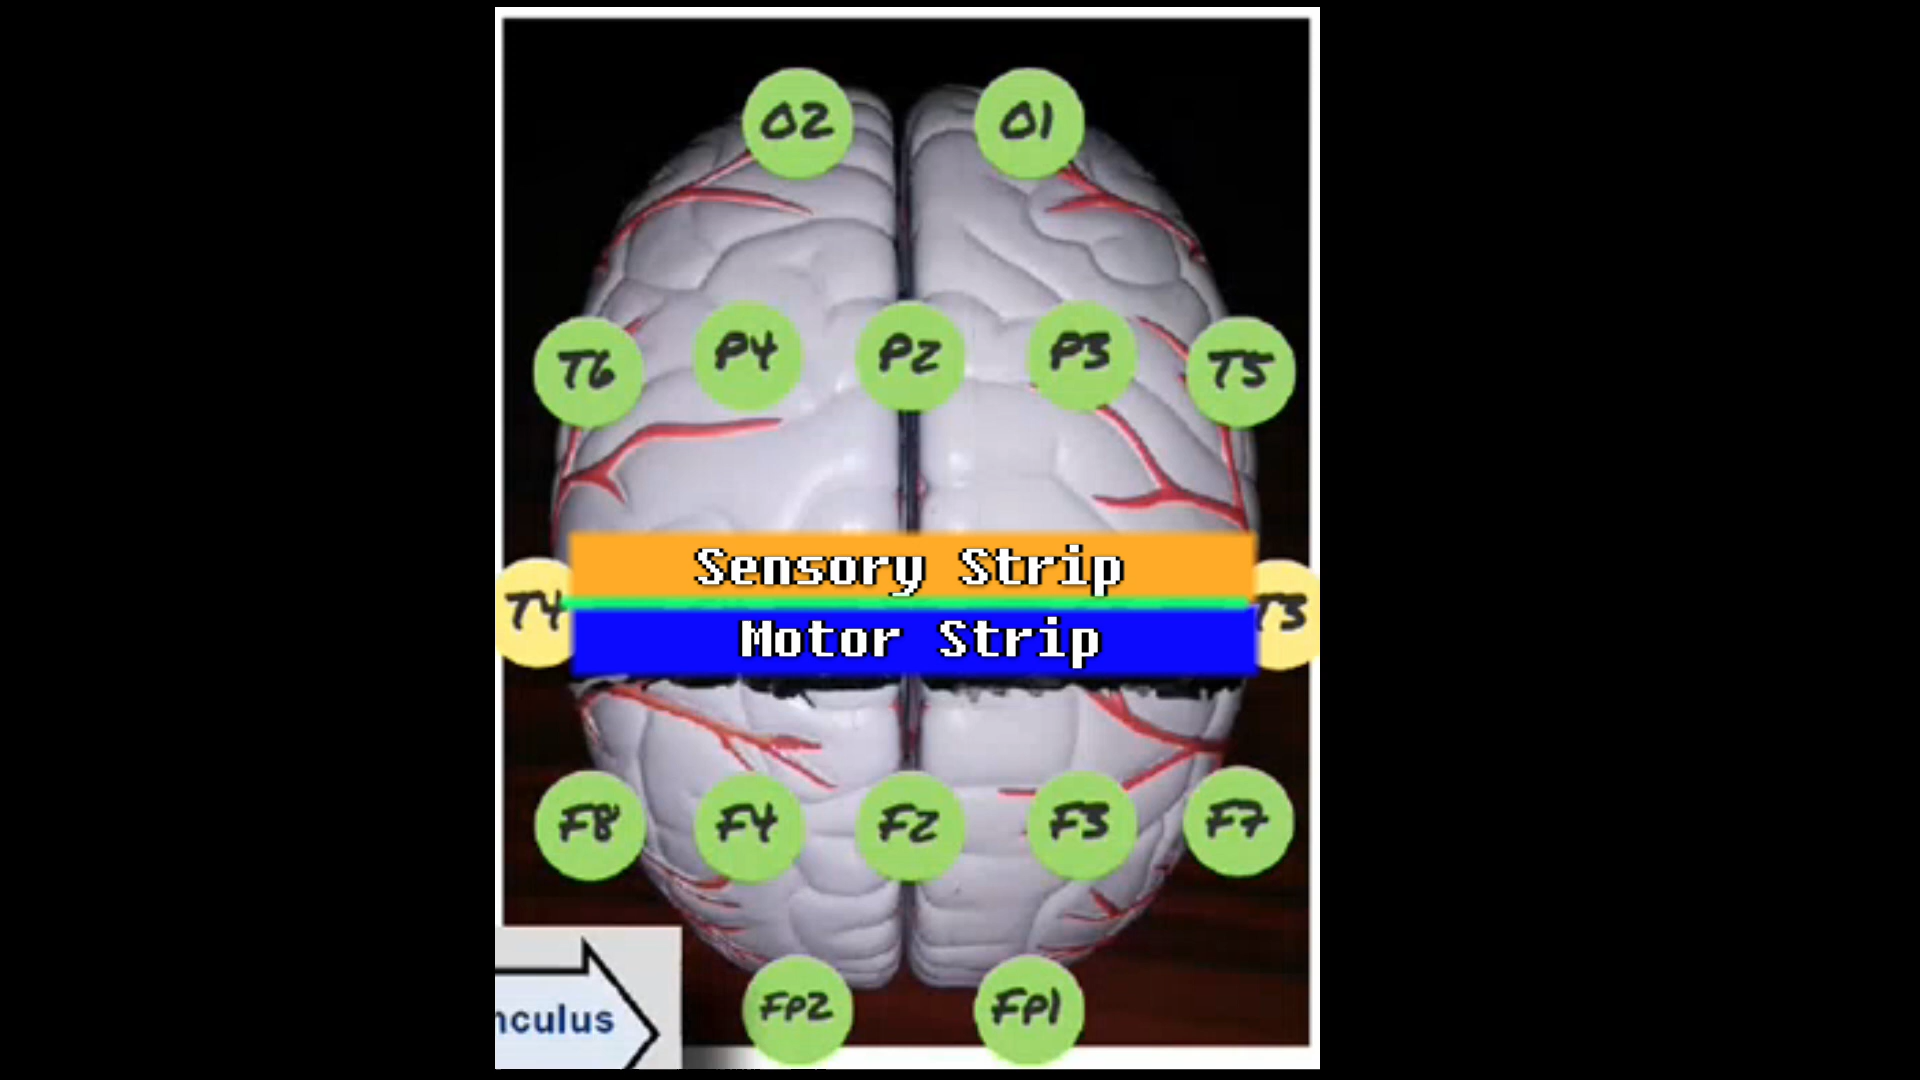 O2 O1
T6 P4 PZ P3 T5
Sensory Strip
T4 T3
Motor Strip
F8 F4 FZ F3 F7
Fp2 Fp1
nculus